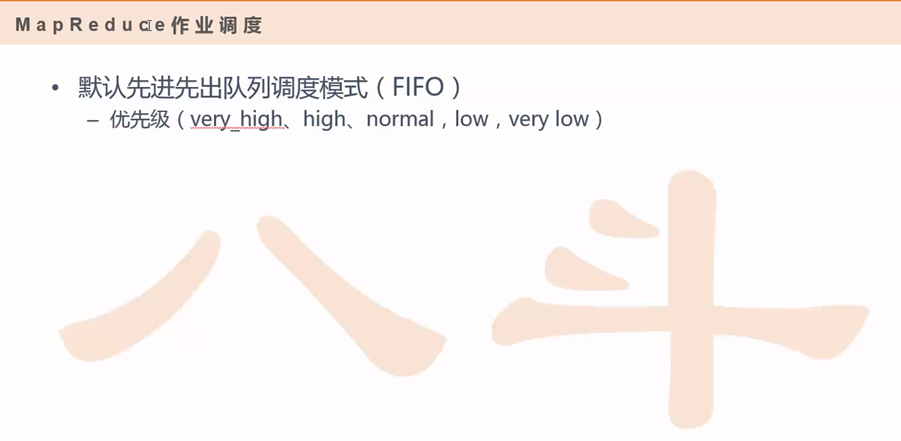 MapReduce作业调度
• 默认先进先出队列调度模式（FIFO）
– 优先级（very_high、high、normal，low，very low）
八斗